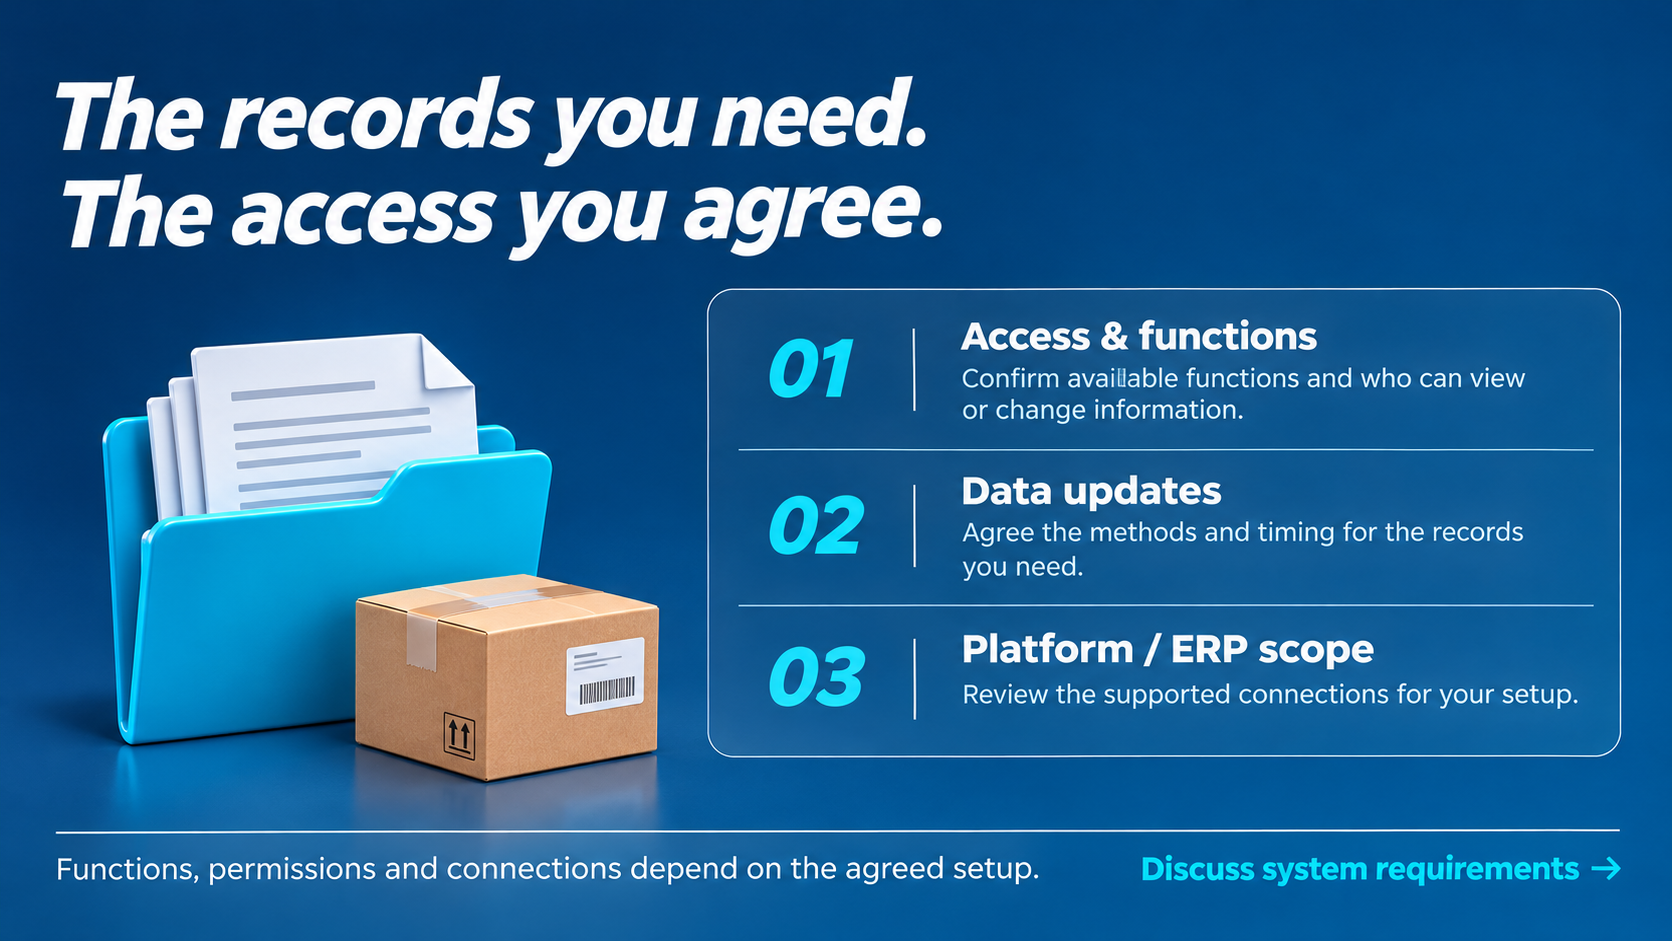 The records you need.
The access you agree.
01
Access & functions
Confirm available functions and who can view
or change information.
02
Data updates
Agree the methods and timing for the records
you need.
03
Platform / ERP scope
Review the supported connections for your setup.
Functions, permissions and connections depend on the agreed setup.
Discuss system requirements →